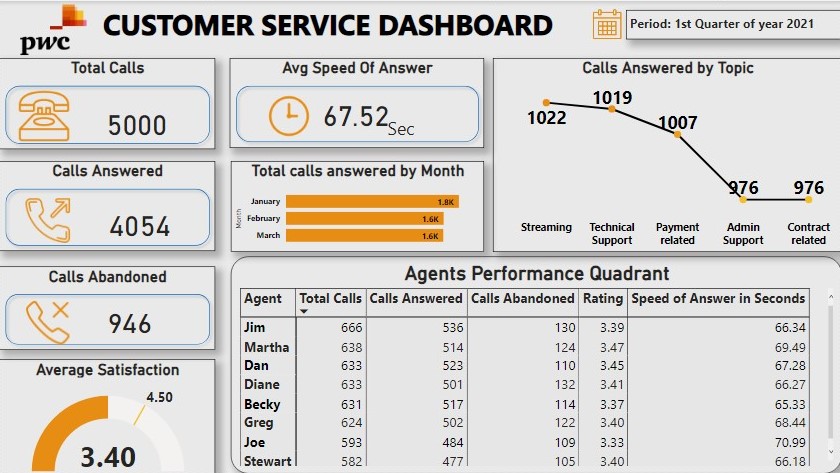 pwc
CUSTOMER SERVICE DASHBOARD
Period: 1st Quarter of year 2021
Total Calls
5000
Avg Speed Of Answer
67.52 Sec
Calls Answered by Topic
1022
1019
1007
976
976
Streaming
Technical Support
Payment related
Admin Support
Contract related
Calls Answered
4054
Total calls answered by Month
Month
January 1.8K
February 1.6K
March 1.6K
Calls Abandoned
946
Average Satisfaction
4.50
3.40
Agents Performance Quadrant
Agent Total Calls Calls Answered Calls Abandoned Rating Speed of Answer in Seconds
Jim 666 536 130 3.39 66.34
Martha 638 514 124 3.47 69.49
Dan 633 523 110 3.45 67.28
Diane 633 501 132 3.41 66.27
Becky 631 517 114 3.37 65.33
Greg 624 502 122 3.40 68.44
Joe 593 484 109 3.33 70.99
Stewart 582 477 105 3.40 66.18